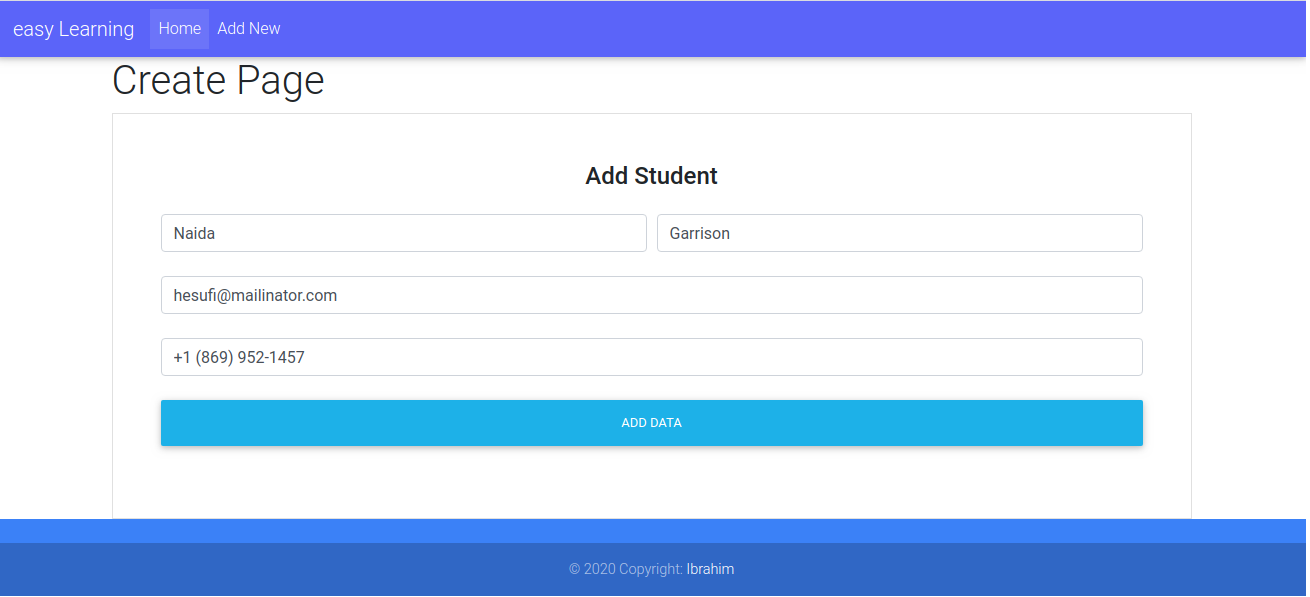 easy Learning Home Add New
Create Page
Add Student
Naida Garrison
hesufi@mailinator.com
+1 (869) 952-1457
ADD DATA
© 2020 Copyright: Ibrahim